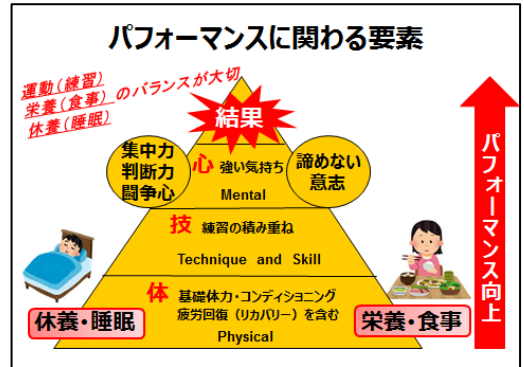 パフォーマンスに関わる要素
運動（練習）
栄養（食事）のバランスが大切
休養（睡眠）
結果
集中力
判断力
闘争心
心 強い気持ち
Mental
諦めない
意志
技 練習の積み重ね
Technique and Skill
体 基礎体力・コンディショニング
疲労回復（リカバリー）を含む
Physical
休養・睡眠
栄養・食事
パフォーマンス向上